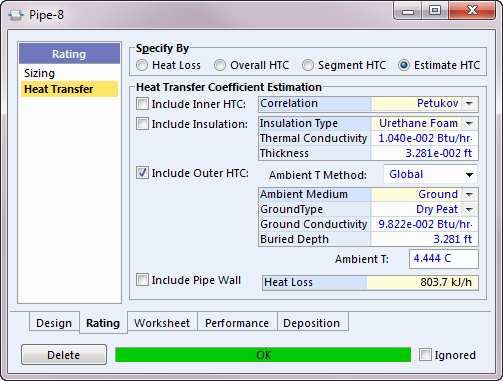 Pipe-8
Rating
Sizing
Heat Transfer
Specify By
Heat Loss Overall HTC Segment HTC Estimate HTC
Heat Transfer Coefficient Estimation
Include Inner HTC: Correlation Petukov
Include Insulation: Insulation Type Urethane Foam
Thermal Conductivity 1.040e-002 Btu/hr-
Thickness 3.281e-002 ft
Include Outer HTC: Ambient T Method: Global
Ambient Medium Ground
GroundType Dry Peat
Ground Conductivity 9.822e-002 Btu/hr-
Buried Depth 3.281 ft
Ambient T: 4.444 C
Include Pipe Wall Heat Loss 803.7 kJ/h
Design Rating Worksheet Performance Deposition
Delete OK Ignored